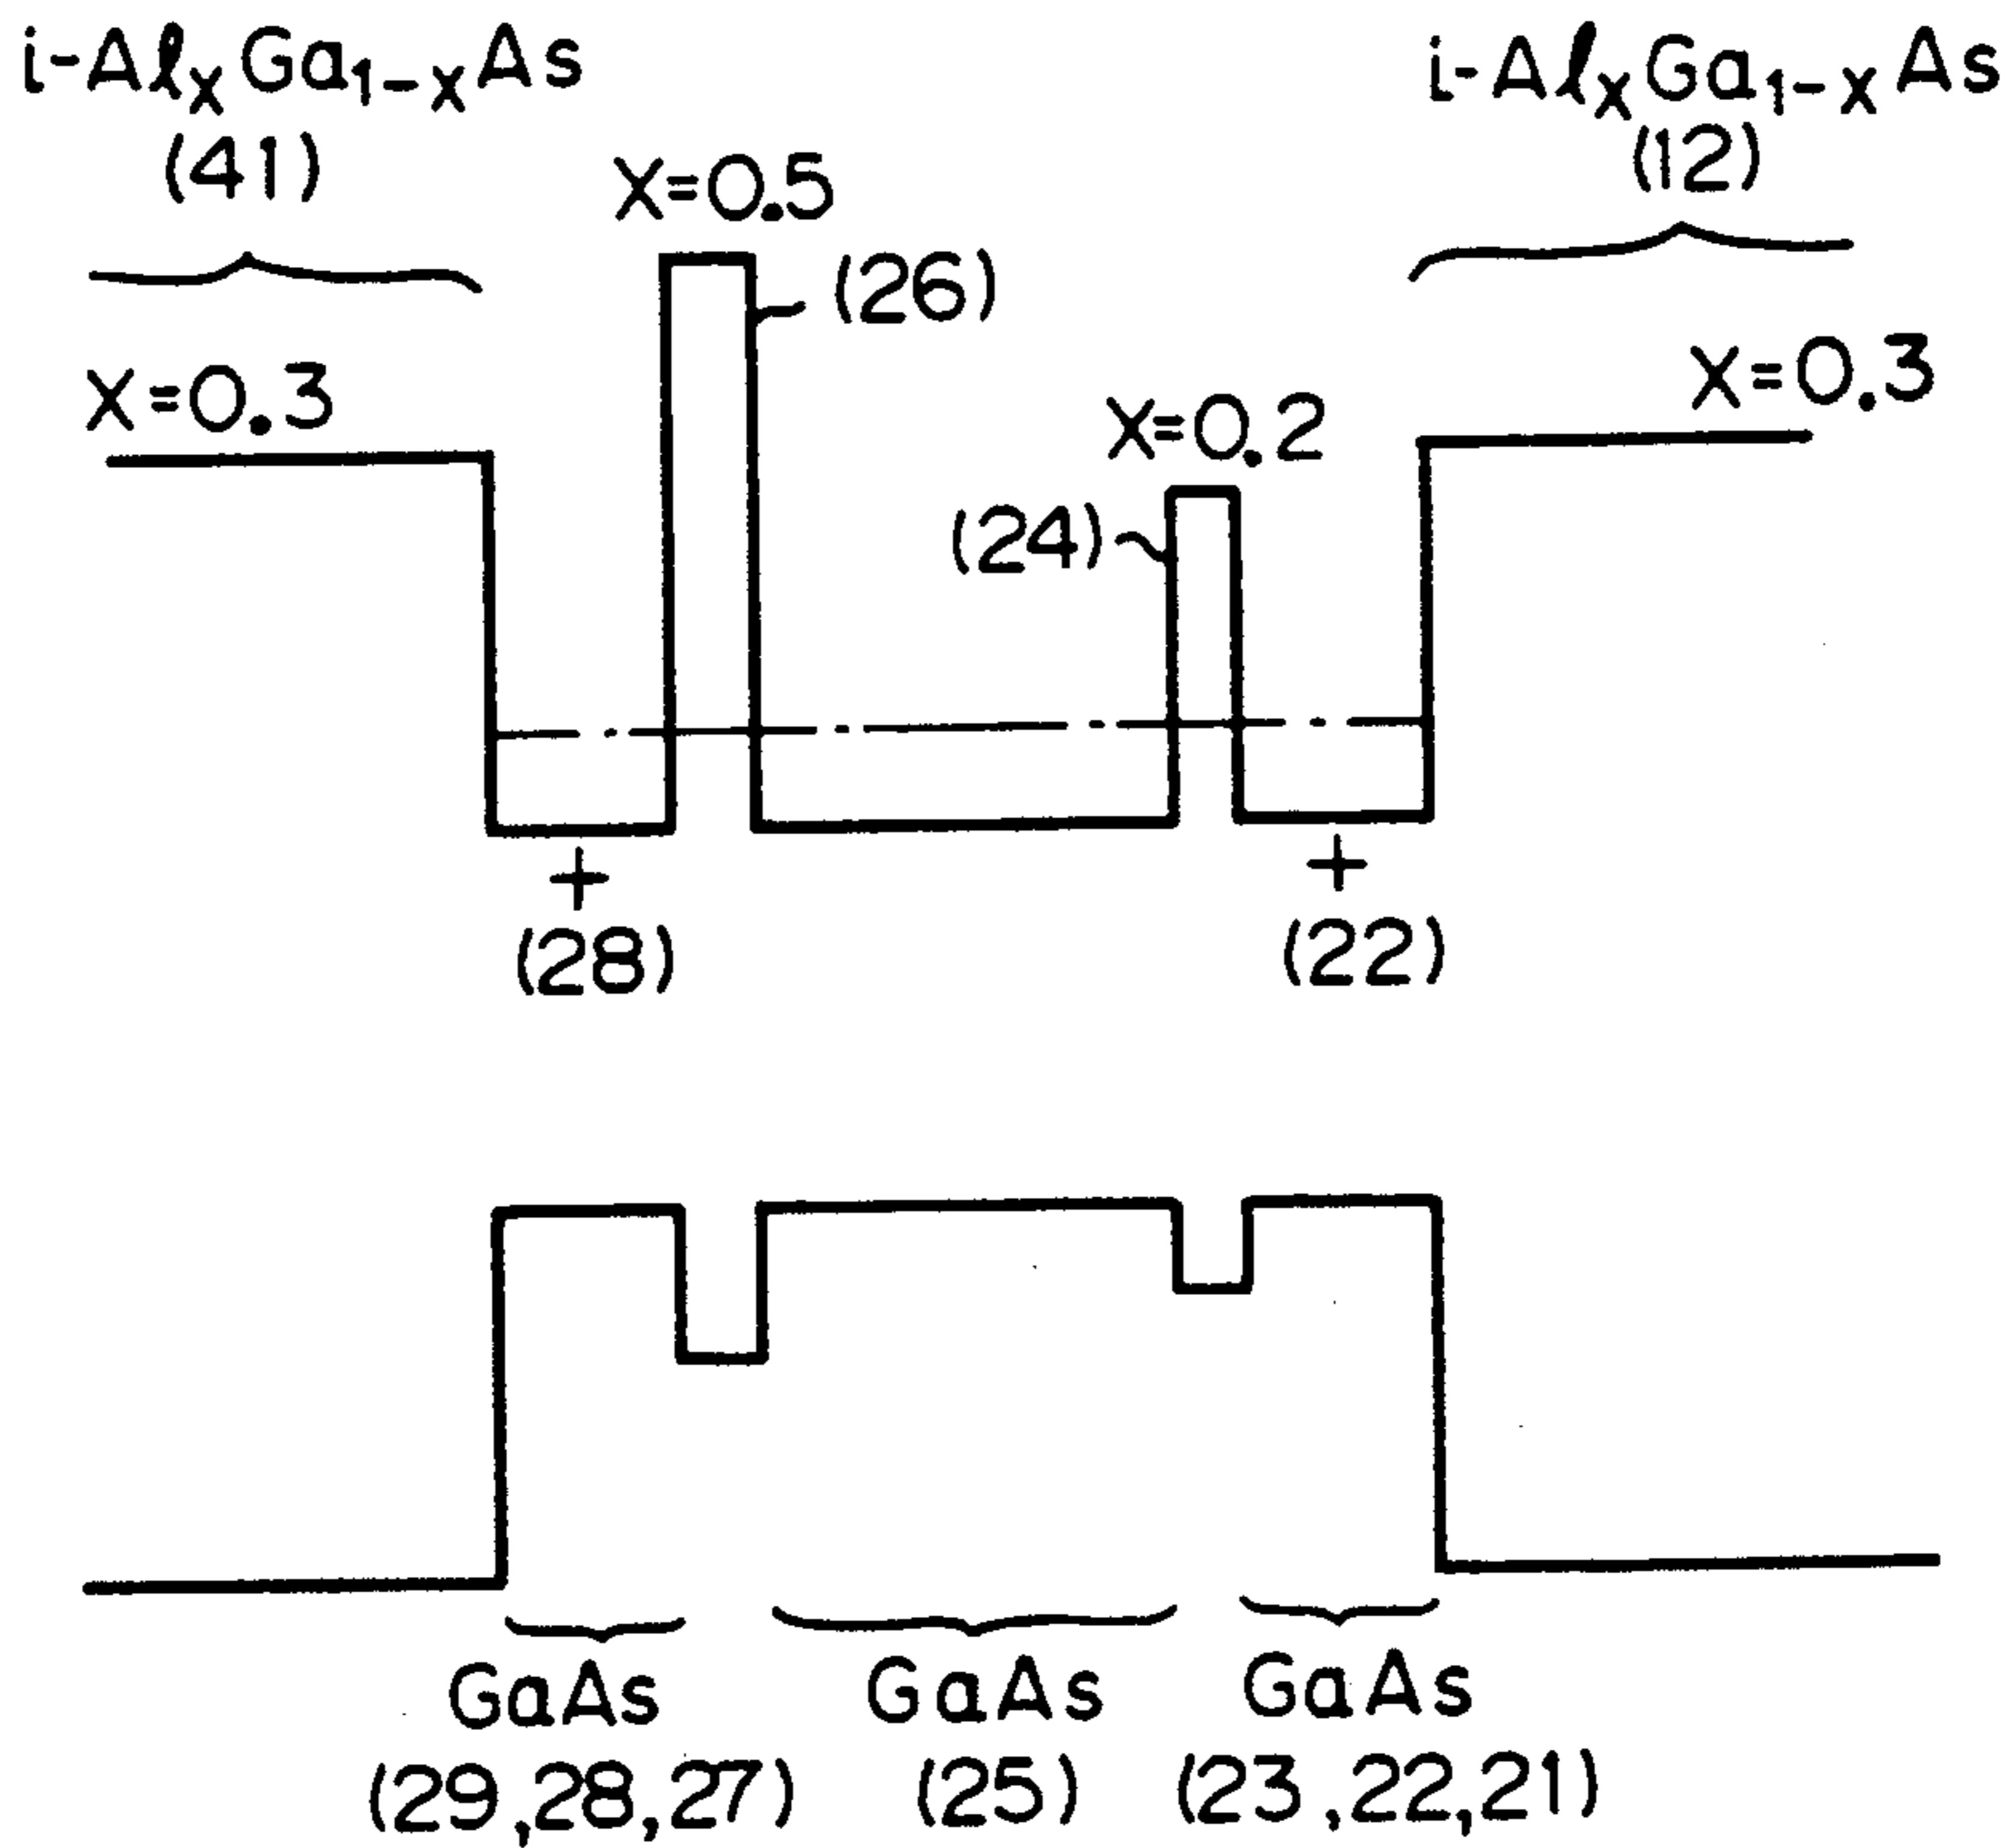 i-AlxGa1-xAs
(41)
i-AlxGa1-xAs
(12)
X=0.5
(26)
X=0.3
X=0.3
X=0.2
(24)
+
(28)
+
(22)
GaAs
(29,28,27)
GaAs
(25)
GaAs
(23,22,21)